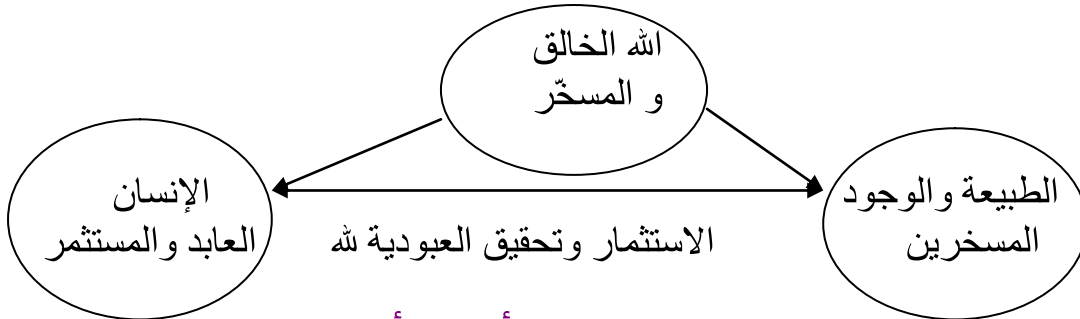 الله الخالق
و المسخّر
الطبيعة والوجود
المسخرين
الإنسان
العابد والمستثمر
الاستثمار وتحقيق العبودية لله